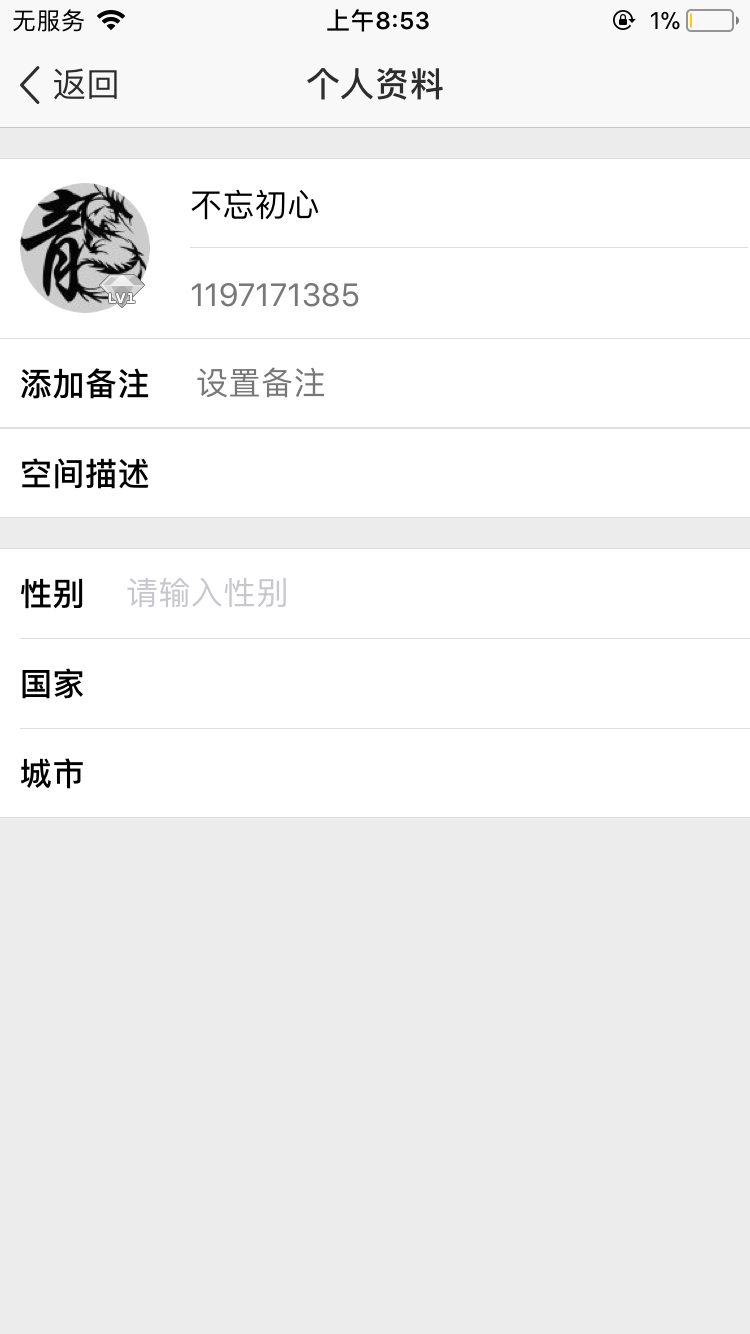 无服务 上午8:53 1%
返回 个人资料
龍
LV1
不忘初心
1197171385
添加备注 设置备注
空间描述
性别 请输入性别
国家
城市